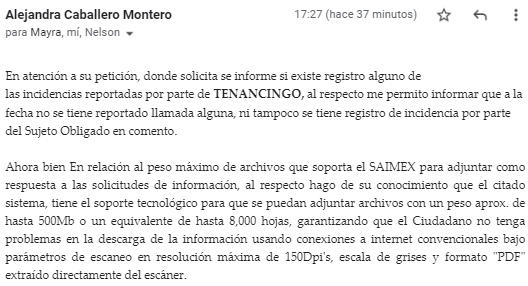 Alejandra Caballero Montero
17:27 (hace 37 minutos)
para Mayra, mí, Nelson
En atención a su petición, donde solicita se informe si existe registro alguno de
las incidencias reportadas por parte de TENANCINGO, al respecto me permito informar que a la
fecha no se tiene reportado llamada alguna, ni tampoco se tiene registro de incidencia por parte
del Sujeto Obligado en comento.
Ahora bien En relación al peso máximo de archivos que soporta el SAIMEX para adjuntar como
respuesta a las solicitudes de información, al respecto hago de su conocimiento que el citado
sistema, tiene el soporte tecnológico para que se puedan adjuntar archivos con un peso aprox. de
hasta 500Mb o un equivalente de hasta 8,000 hojas, garantizando que el Ciudadano no tenga
problemas en la descarga de la información usando conexiones a internet convencionales bajo
parámetros de escaneo en resolución máxima de 150Dpi's, escala de grises y formato "PDF"
extraído directamente del escáner.